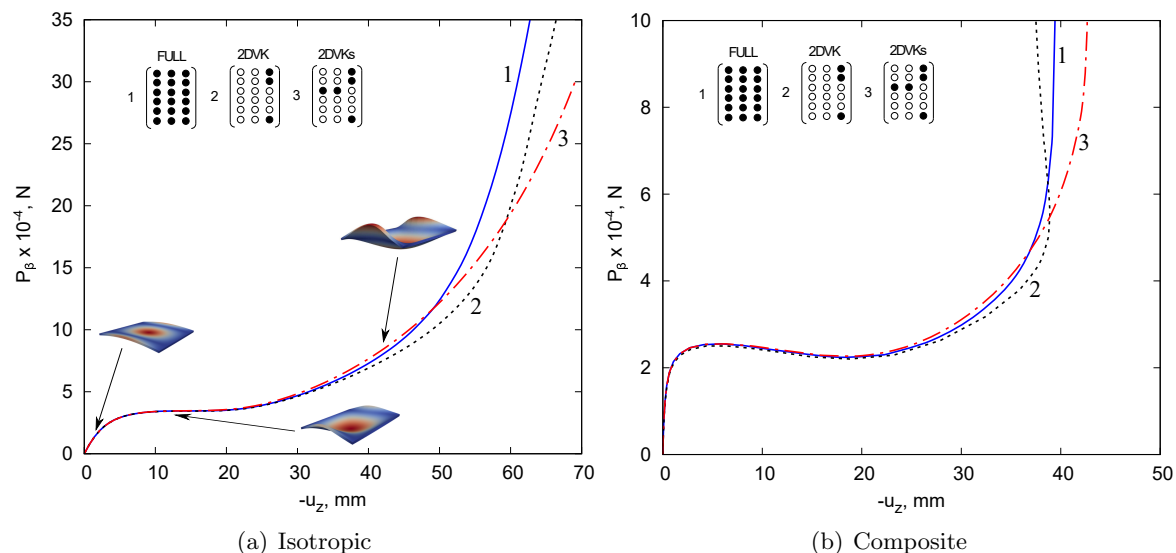 FULL 2DVK 2DVKs
1 2 3
1
3
2
P_β x 10⁻⁴, N
35
30
25
20
15
10
5
0
0 10 20 30 40 50 60 70
-u_z, mm
(a) Isotropic
FULL 2DVK 2DVKs
1 2 3
1
3
2
P_β x 10⁻⁴, N
10
8
6
4
2
0
0 10 20 30 40 50
-u_z, mm
(b) Composite